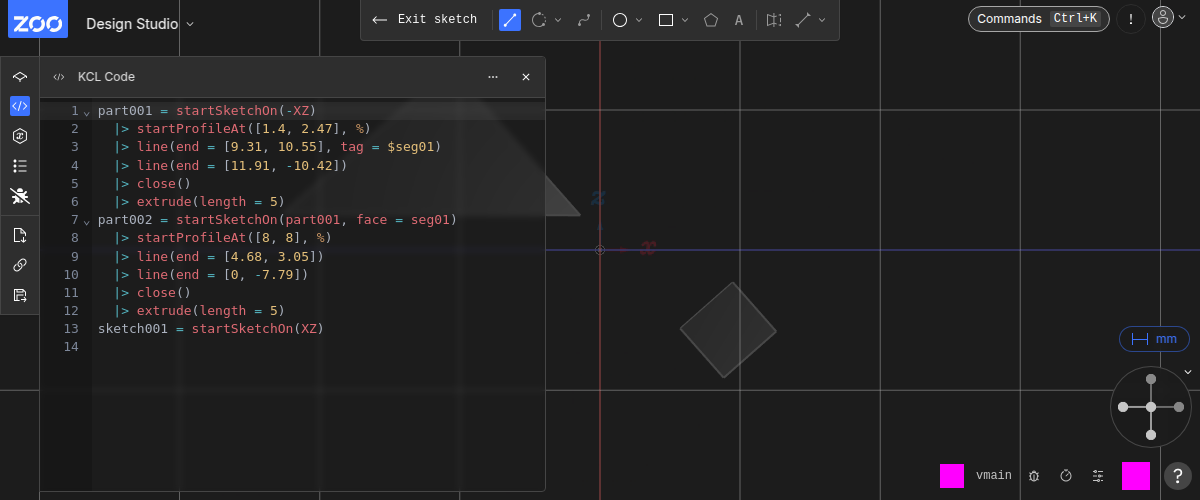 ZOO
Design Studio
Exit sketch
A
Commands Ctrl+K
!
KCL Code
1 part001 = startSketchOn(-XZ)
2 |> startProfileAt([1.4, 2.47], %)
3 |> line(end = [9.31, 10.55], tag = $seg01)
4 |> line(end = [11.91, -10.42])
5 |> close()
6 |> extrude(length = 5)
7 part002 = startSketchOn(part001, face = seg01)
8 |> startProfileAt([8, 8], %)
9 |> line(end = [4.68, 3.05])
10 |> line(end = [0, -7.79])
11 |> close()
12 |> extrude(length = 5)
13 sketch001 = startSketchOn(XZ)
14
z
x
mm
vmain
?